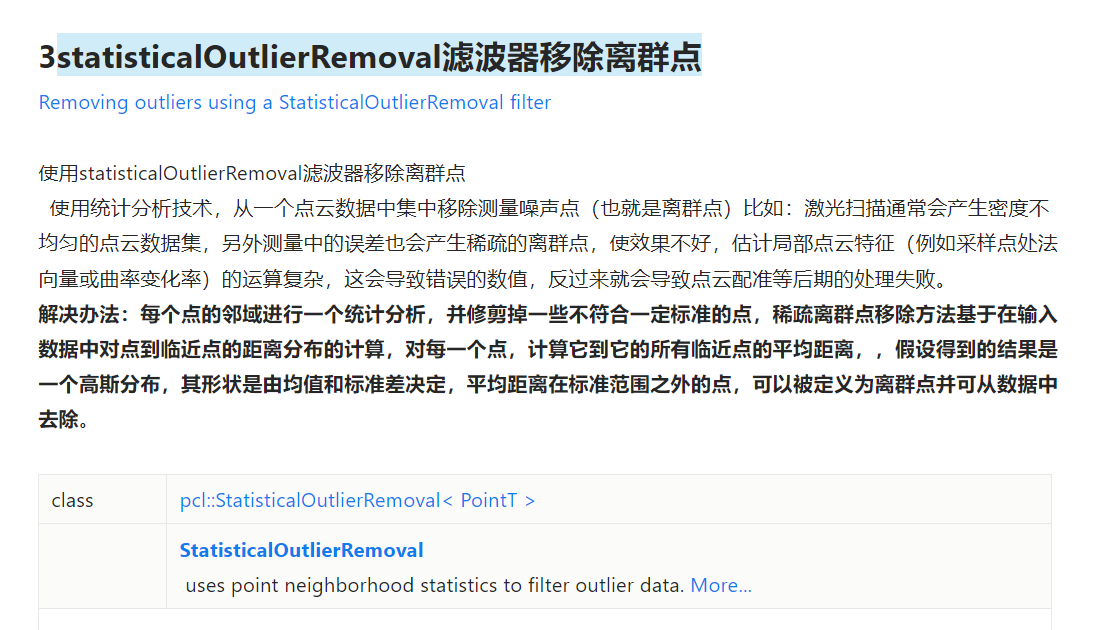 3statisticalOutlierRemoval滤波器移除离群点
Removing outliers using a StatisticalOutlierRemoval filter
使用statisticalOutlierRemoval滤波器移除离群点
使用统计分析技术，从一个点云数据中集中移除测量噪声点（也就是离群点）比如：激光扫描通常会产生密度不
均匀的点云数据集，另外测量中的误差也会产生稀疏的离群点，使效果不好，估计局部点云特征（例如采样点处法
向量或曲率变化率）的运算复杂，这会导致错误的数值，反过来就会导致点云配准等后期的处理失败。
解决办法：每个点的邻域进行一个统计分析，并修剪掉一些不符合一定标准的点，稀疏离群点移除方法基于在输入
数据中对点到临近点的距离分布的计算，对每一个点，计算它到它的所有临近点的平均距离，，假设得到的结果是
一个高斯分布，其形状是由均值和标准差决定，平均距离在标准范围之外的点，可以被定义为离群点并可从数据中
去除。
class pcl::StatisticalOutlierRemoval< PointT >
StatisticalOutlierRemoval
uses point neighborhood statistics to filter outlier data. More...